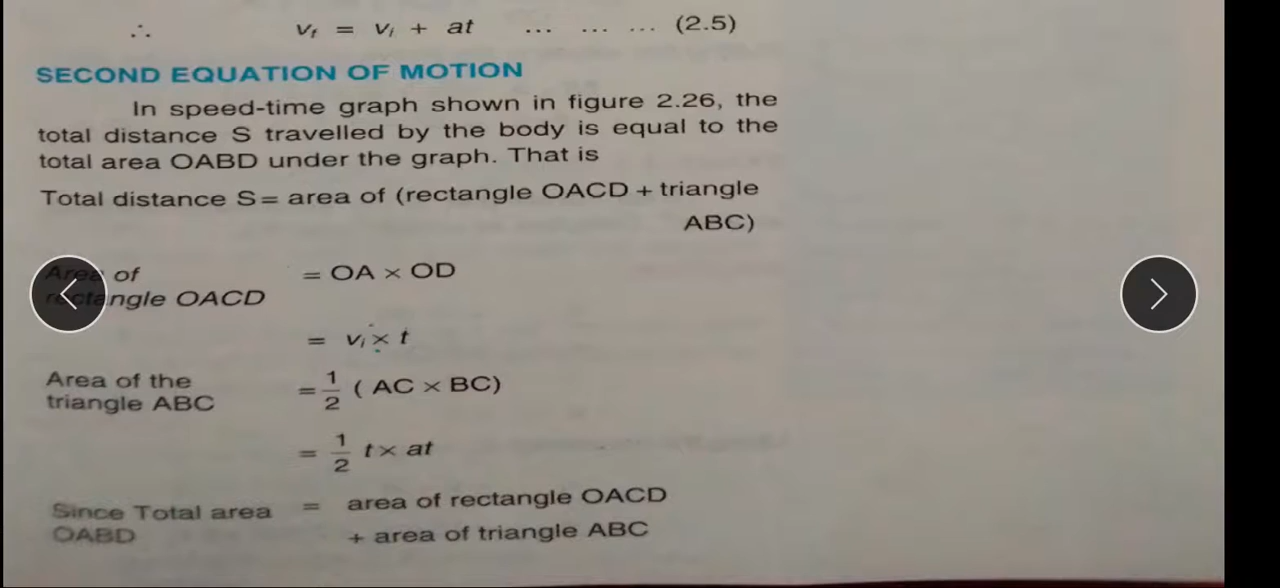 ∴ vf = vi + at ... ... ... (2.5)
SECOND EQUATION OF MOTION
In speed-time graph shown in figure 2.26, the
total distance S travelled by the body is equal to the
total area OABD under the graph. That is
Total distance S= area of (rectangle OACD + triangle
ABC)
Area of = OA × OD
rectangle OACD
= vi × t
Area of the
triangle ABC = 1/2 ( AC × BC)
= 1/2 t× at
Since Total area = area of rectangle OACD
OABD + area of triangle ABC